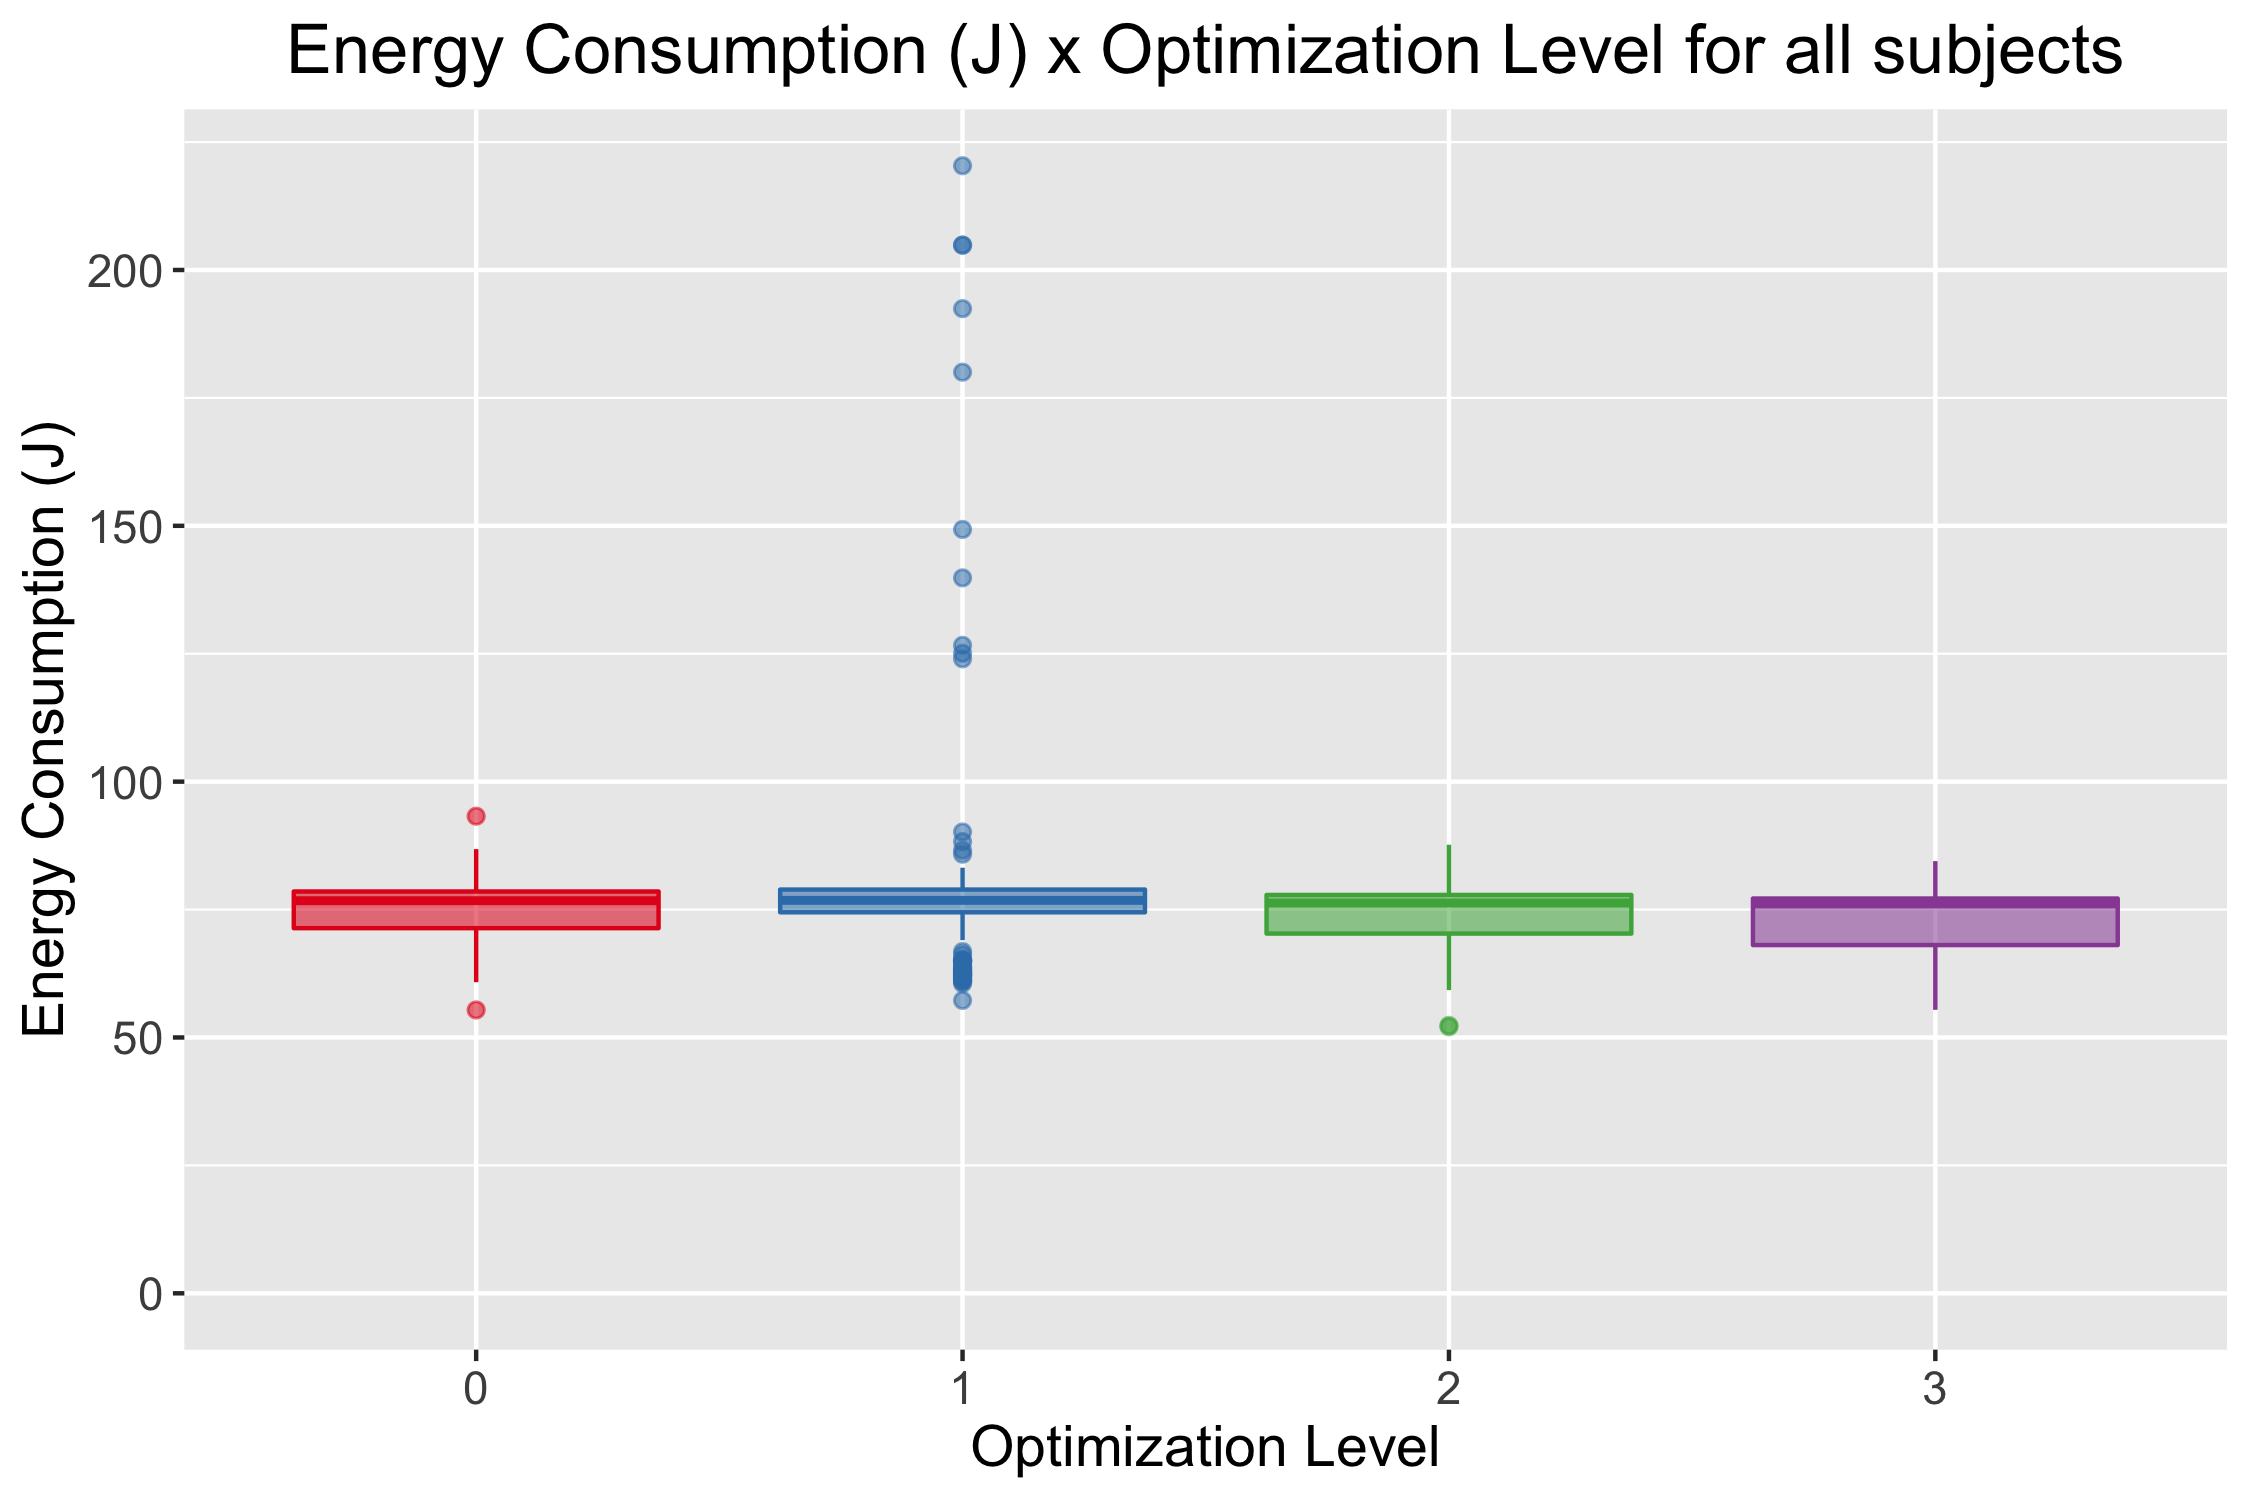 Energy Consumption (J) x Optimization Level for all subjects
Energy Consumption (J)
200
150
100
50
0
0 1 2 3
Optimization Level